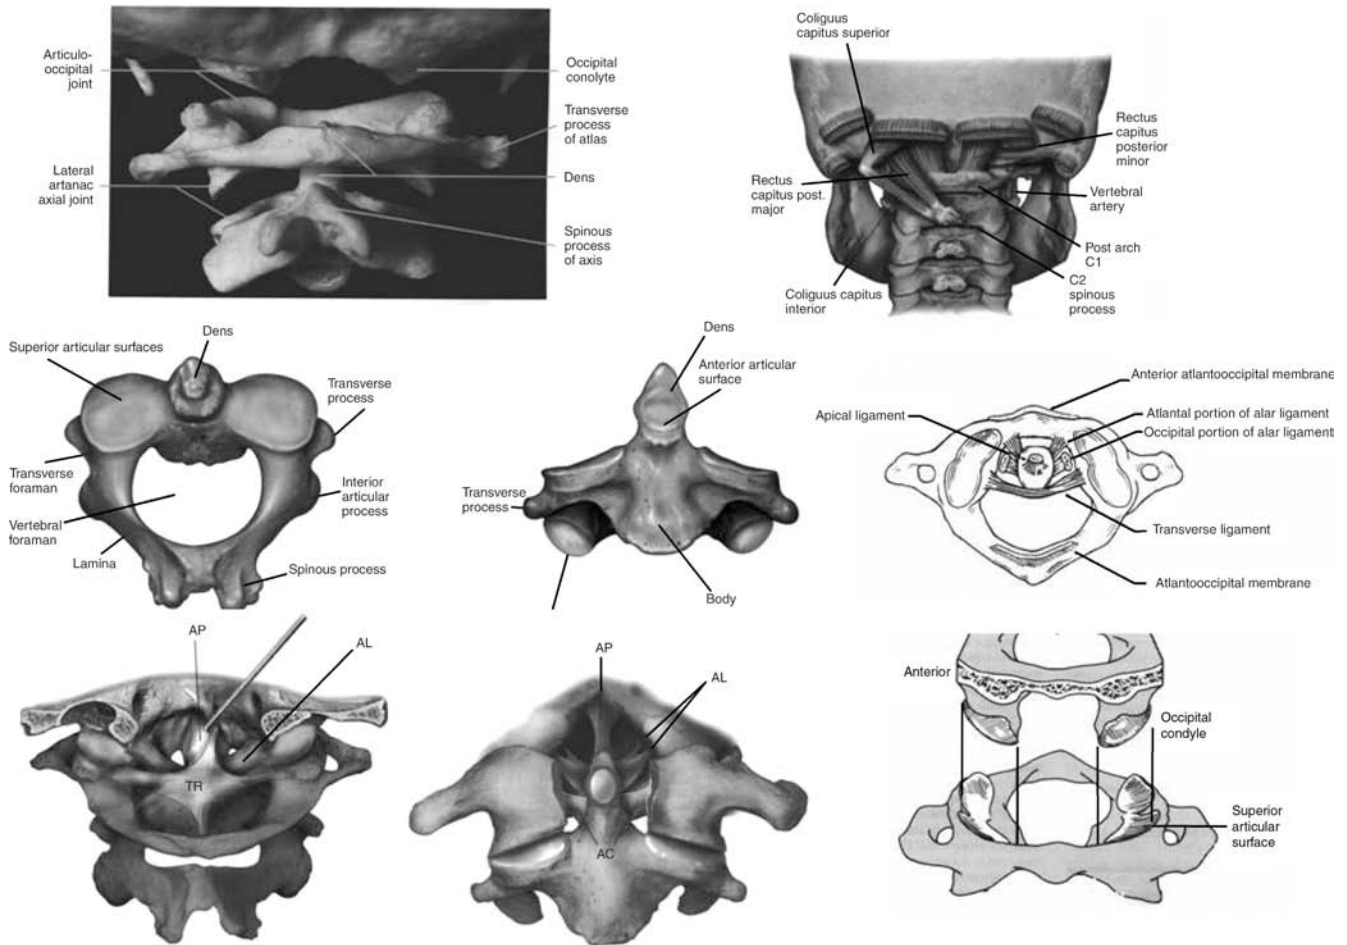 Articulo-
occipital
joint
Occipital
conolyte
Transverse
process
of atlas
Lateral
artanac
axial joint
Dens
Spinous
process
of axis
Coliguus
capitus superior
Rectus
capitus
posterior
minor
Rectus
capitus post.
major
Vertebral
artery
Post arch
C1
Coliguus capitus
interior
C2
spinous
process
Dens
Superior articular surfaces
Transverse
process
Transverse
foraman
Interior
articular
process
Vertebral
foraman
Lamina
Spinous process
Dens
Anterior articular
surface
Transverse
process
Body
Anterior atlantooccipital membrane
Apical ligament
Atlantal portion of alar ligament
Occipital portion of alar ligament
Transverse ligament
Atlantooccipital membrane
AP
AL
TR
AP
AL
AC
Anterior
Occipital
condyle
Superior
articular
surface